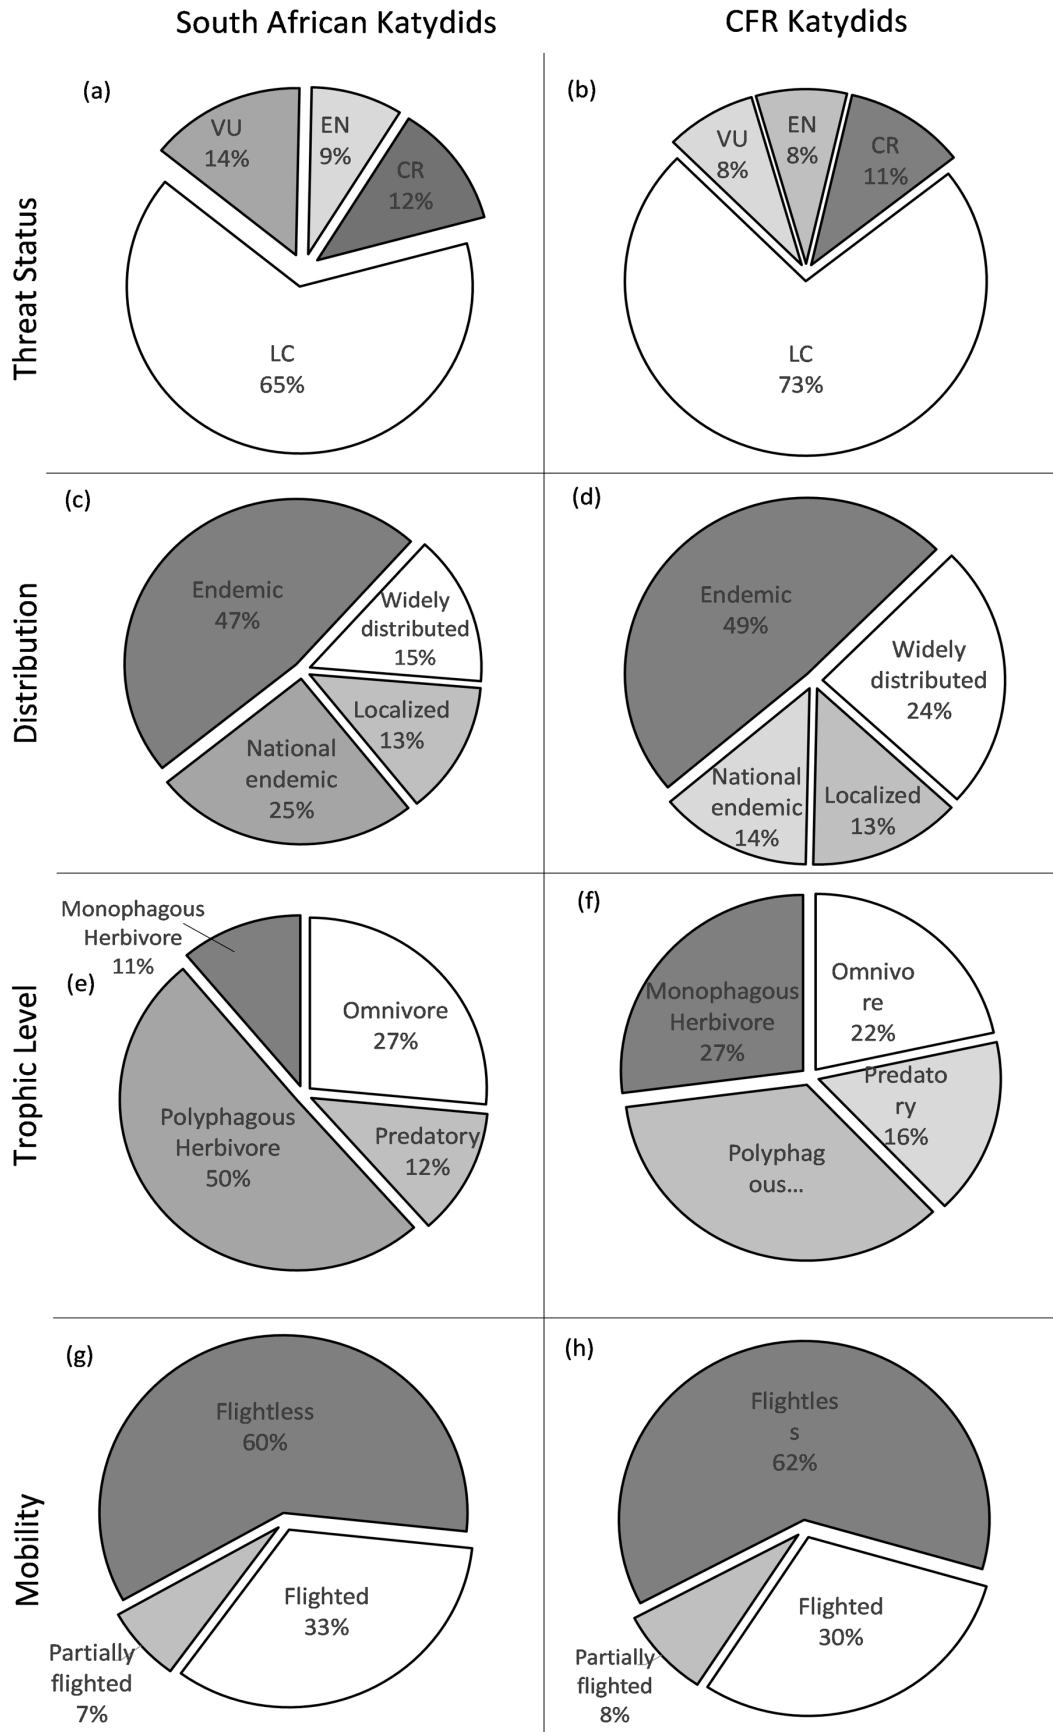 South African Katydids
CFR Katydids
Threat Status
(a)
VU
14%
EN
9%
CR
12%
LC
65%
(b)
VU
8%
EN
8%
CR
11%
LC
73%
Distribution
(c)
Endemic
47%
Widely
distributed
15%
Localized
13%
National
endemic
25%
(d)
Endemic
49%
Widely
distributed
24%
Localized
13%
National
endemic
14%
Trophic Level
(e)
Monophagous
Herbivore
11%
Omnivore
27%
Predatory
12%
Polyphagous
Herbivore
50%
(f)
Monophagous
Herbivore
27%
Omnivo
re
22%
Predato
ry
16%
Polyphag
ous...
Mobility
(g)
Flightless
60%
Flighted
33%
Partially
flighted
7%
(h)
Flightles
s
62%
Flighted
30%
Partially
flighted
8%